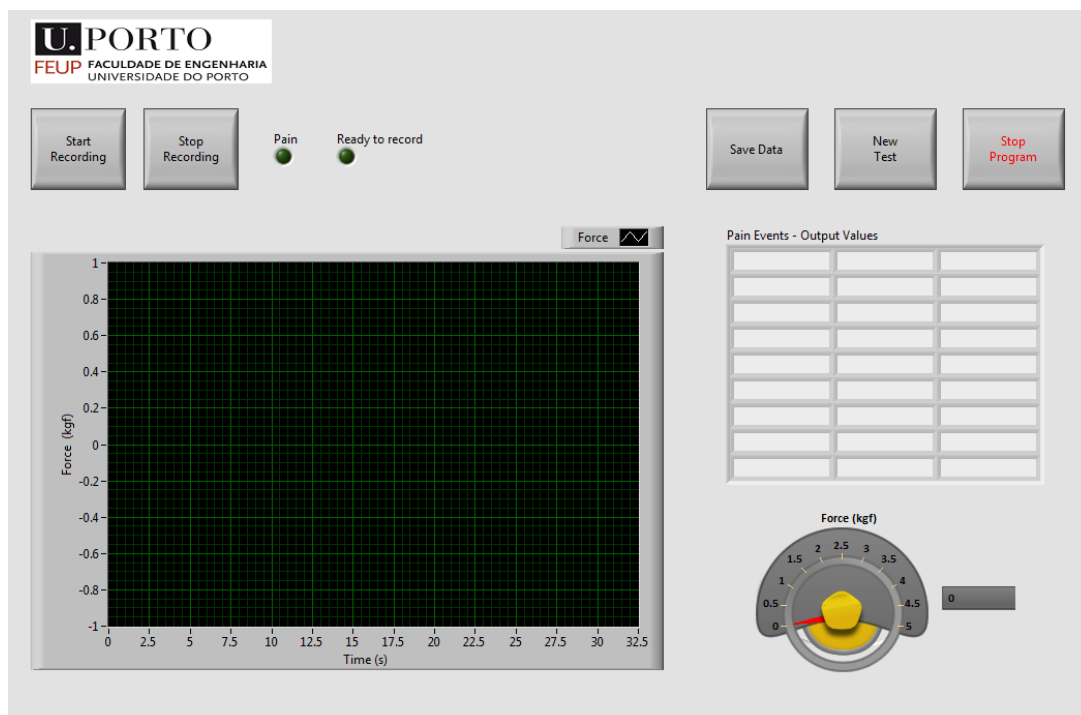 U. PORTO
FEUP FACULDADE DE ENGENHARIA
UNIVERSIDADE DO PORTO
Start
Recording
Stop
Recording
Pain
Ready to record
Save Data
New
Test
Stop
Program
Force
Pain Events - Output Values
1
0.8
0.6
0.4
0.2
0
-0.2
-0.4
-0.6
-0.8
-1
Force (kgf)
0 2.5 5 7.5 10 12.5 15 17.5 20 22.5 25 27.5 30 32.5
Time (s)
Force (kgf)
0 0.5 1 1.5 2 2.5 3 3.5 4 4.5 5
0